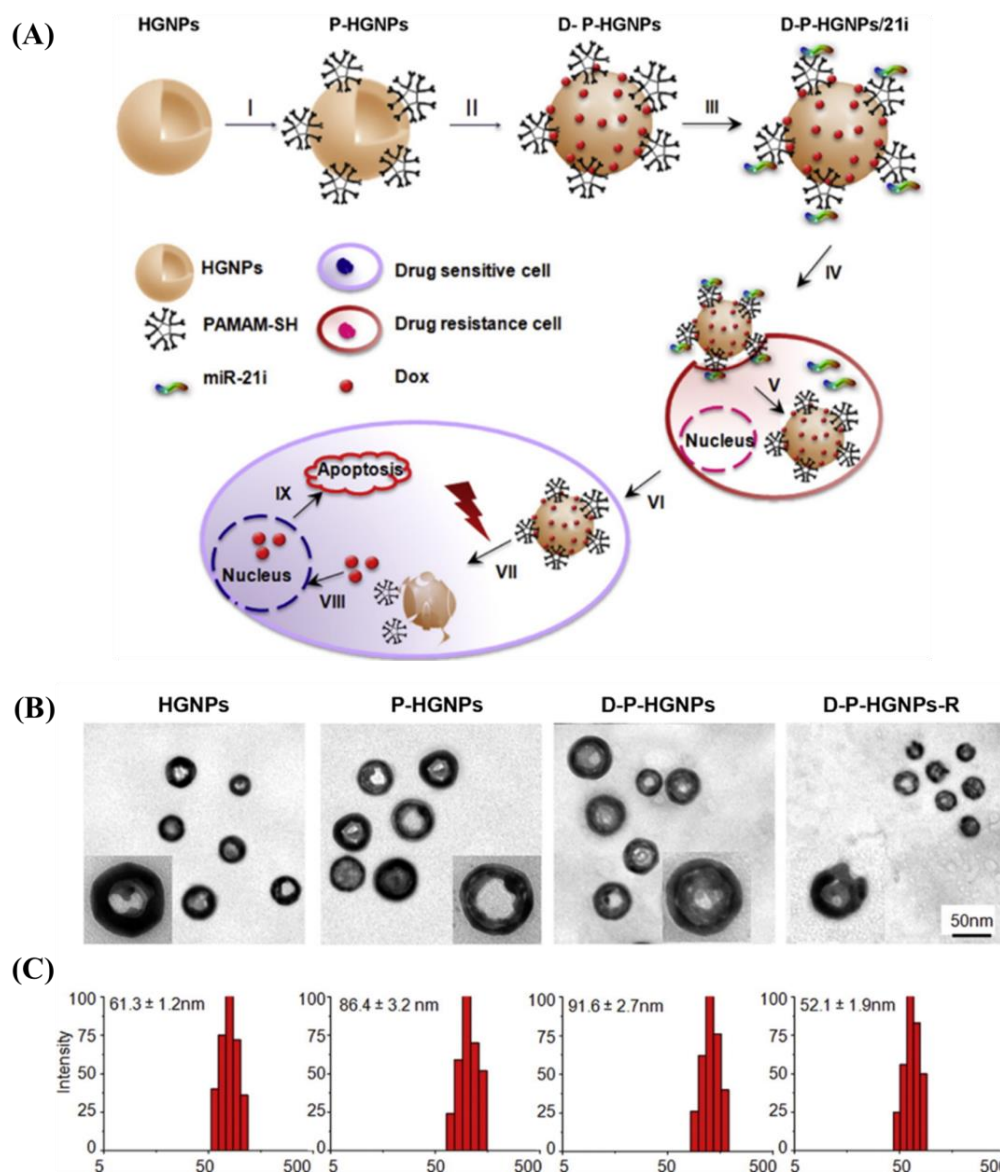 (A)
HGNPs P-HGNPs D- P-HGNPs D-P-HGNPs/21i
I II III
IV
HGNPs Drug sensitive cell
PAMAM-SH Drug resistance cell
miR-21i Dox
V
Nucleus
VI
Apoptosis
IX
Nucleus
VII
VIII
(B)
HGNPs P-HGNPs D-P-HGNPs D-P-HGNPs-R
50nm
(C)
Intensity
100 61.3 ± 1.2nm 100 86.4 ± 3.2 nm 100 91.6 ± 2.7nm 100 52.1 ± 1.9nm
75 75 75 75
50 50 50 50
25 25 25 25
0 0 0 0
5 50 500 5 50 500 5 50 500 5 50 500